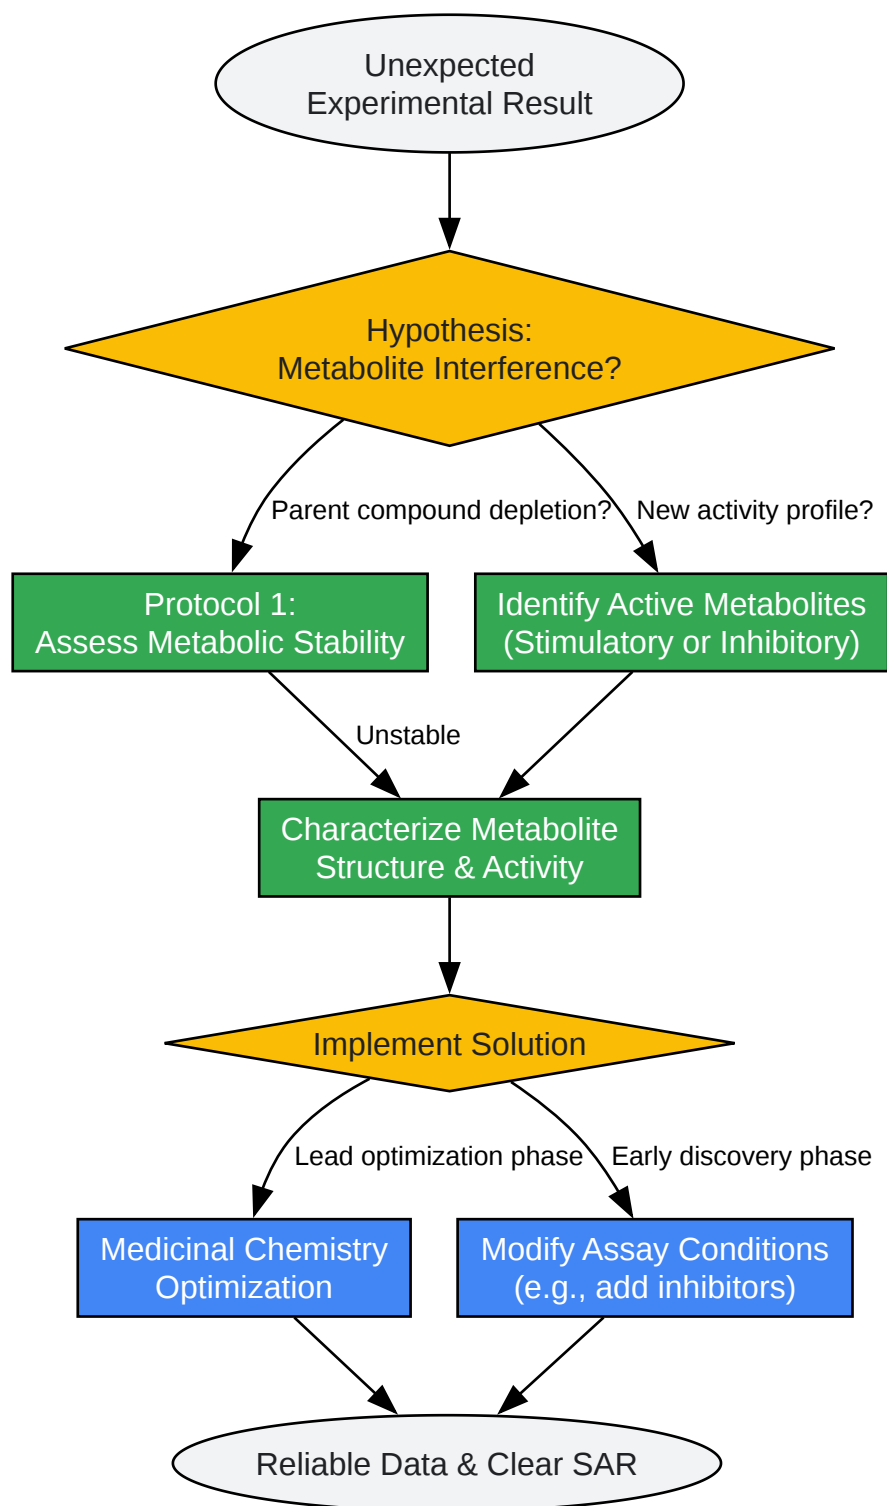 Unexpected
Experimental Result
Hypothesis:
Metabolite Interference?
Parent compound depletion?
New activity profile?
Protocol 1:
Assess Metabolic Stability
Identify Active Metabolites
(Stimulatory or Inhibitory)
Unstable
Characterize Metabolite
Structure & Activity
Implement Solution
Lead optimization phase
Early discovery phase
Medicinal Chemistry
Optimization
Modify Assay Conditions
(e.g., add inhibitors)
Reliable Data & Clear SAR